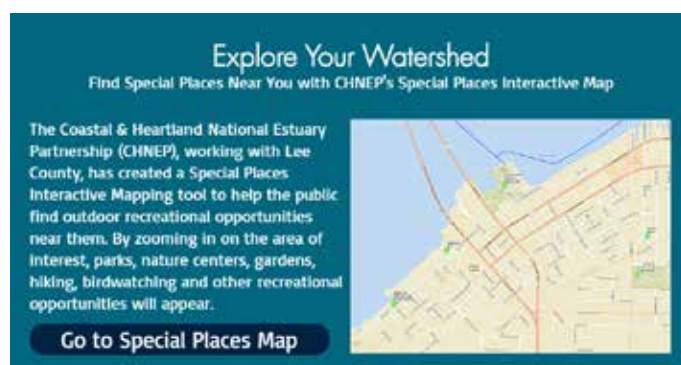 Explore Your Watershed
Find Special Places Near You with CHNEP's Special Places Interactive Map
The Coastal & Heartland National Estuary
Partnership (CHNEP), working with Lee
County, has created a Special Places
Interactive Mapping tool to help the public
find outdoor recreational opportunities
near them. By zooming in on the area of
interest, parks, nature centers, gardens,
hiking, birdwatching and other recreational
opportunities will appear.
Go to Special Places Map